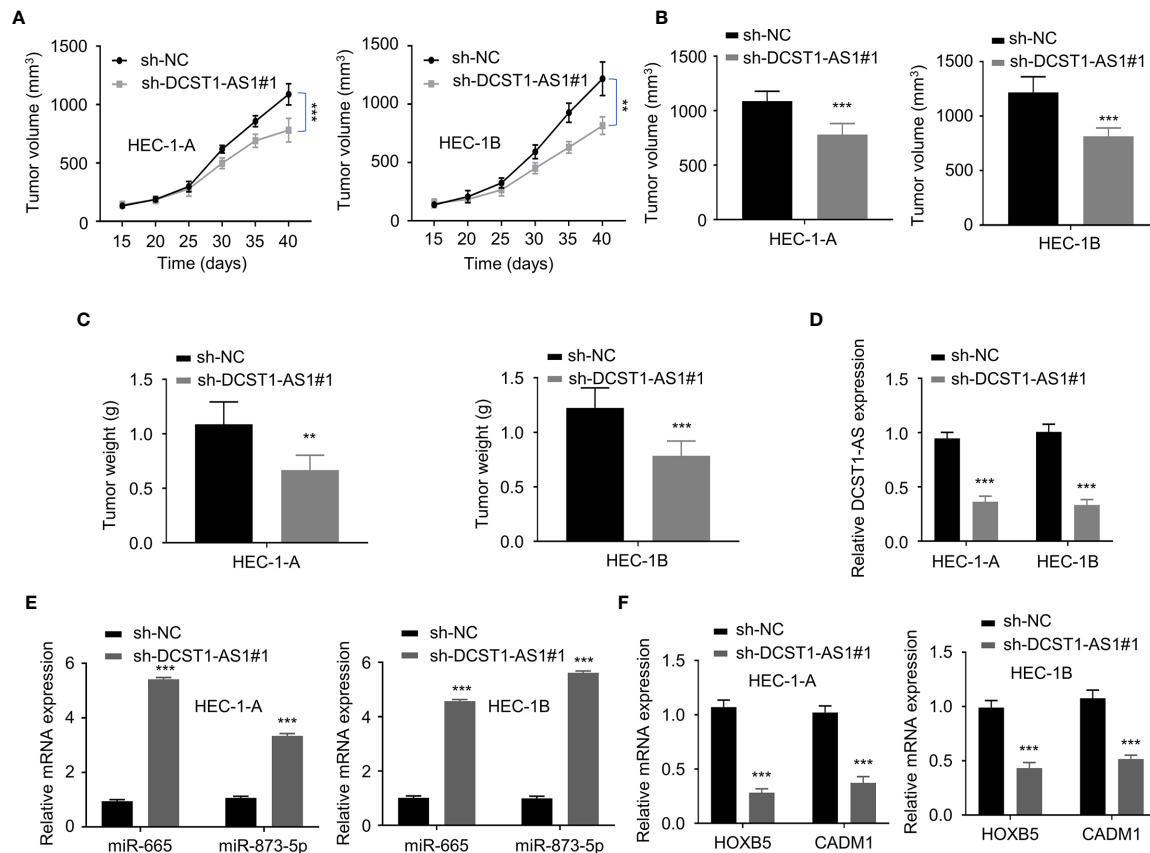 A
Tumor volume (mm³)
1500
1000
500
0
sh-NC
sh-DCST1-AS1#1
HEC-1-A
***
15 20 25 30 35 40
Time (days)
Tumor volume (mm³)
1500
1000
500
0
sh-NC
sh-DCST1-AS1#1
HEC-1B
**
15 20 25 30 35 40
Time (days)
B
sh-NC
sh-DCST1-AS1#1
Tumor volume (mm³)
1500
1000
500
0
***
HEC-1-A
sh-NC
sh-DCST1-AS1#1
Tumor volume (mm³)
1500
1000
500
0
***
HEC-1B
C
sh-NC
sh-DCST1-AS1#1
Tumor weight (g)
1.5
1.0
0.5
0.0
**
HEC-1-A
sh-NC
sh-DCST1-AS1#1
Tumor weight (g)
1.5
1.0
0.5
0.0
***
HEC-1B
D
sh-NC
sh-DCST1-AS1#1
Relative DCST1-AS expression
1.5
1.0
0.5
0.0
*** ***
HEC-1-A HEC-1B
E
sh-NC
sh-DCST1-AS1#1
Relative mRNA expression
6
4
2
0
HEC-1-A
*** ***
miR-665 miR-873-5p
sh-NC
sh-DCST1-AS1#1
Relative mRNA expression
6
4
2
0
HEC-1B
*** ***
miR-665 miR-873-5p
F
sh-NC
sh-DCST1-AS1#1
HEC-1-A
Relative mRNA expression
1.5
1.0
0.5
0.0
*** ***
HOXB5 CADM1
sh-NC
sh-DCST1-AS1#1
HEC-1B
Relative mRNA expression
1.5
1.0
0.5
0.0
*** ***
HOXB5 CADM1